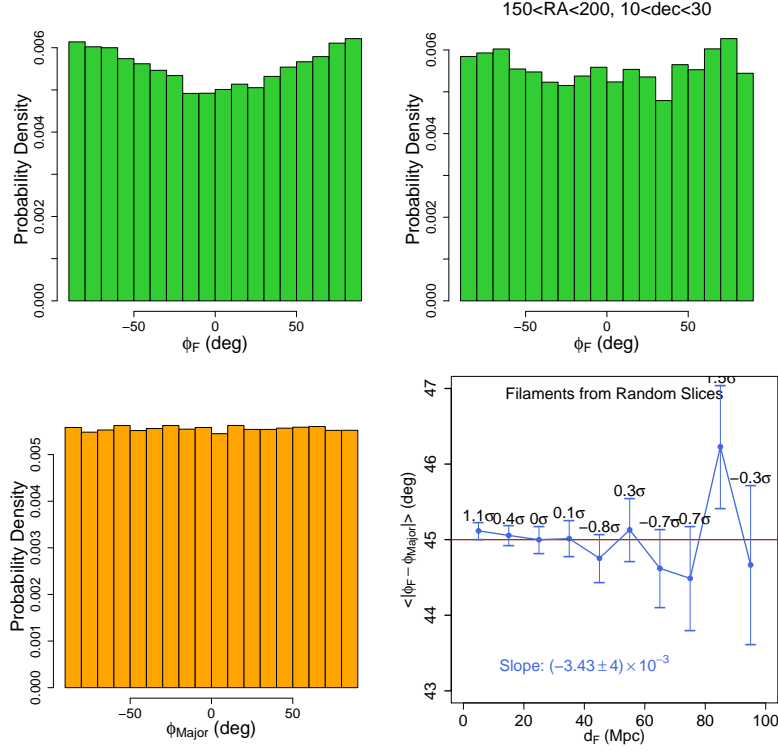 0.006
0.004
0.002
0.000
Probability Density
−50 0 50
ϕF (deg)
150<RA<200, 10<dec<30
0.006
0.004
0.002
0.000
Probability Density
−50 0 50
ϕF (deg)
0.005
0.004
0.003
0.002
0.001
0.000
Probability Density
−50 0 50
ϕMajor (deg)
47
46
45
44
43
<|ϕF − ϕMajor|> (deg)
Filaments from Random Slices
1.1σ 0.4σ 0σ 0.1σ −0.8σ 0.3σ −0.7σ −0.7σ 1.5σ −0.3σ
Slope: (−3.43 ± 4) × 10−3
0 20 40 60 80 100
dF (Mpc)